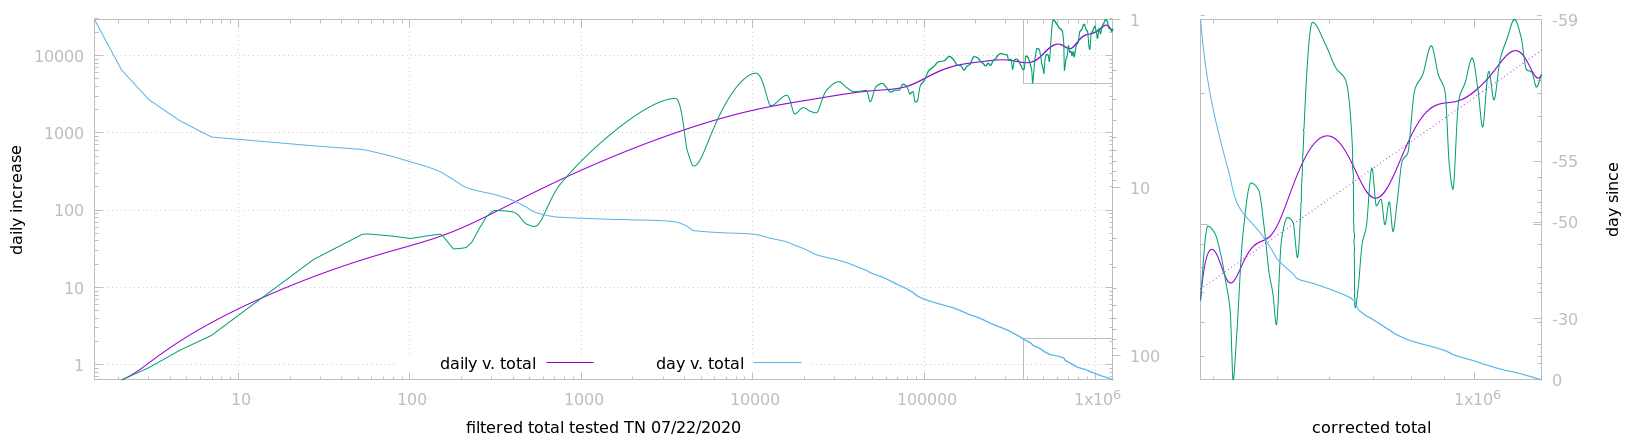 10000
1000
100
10
1
daily increase
10
100
1000
10000
100000
1x10^6
filtered total tested TN 07/22/2020
daily v. total
day v. total
1
10
100
-59
-55
-50
-30
0
day since
1x10^6
corrected total